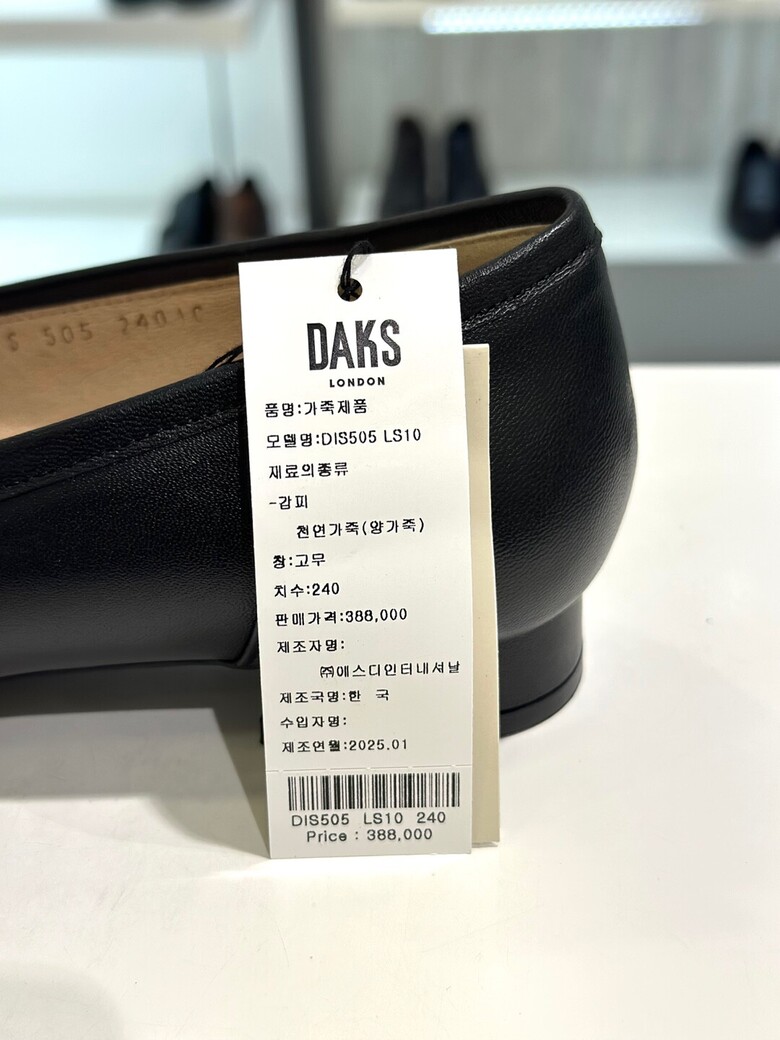 505 240
DAKS
LONDON
품명:가죽제품
모델명:DIS505 LS10
재료의종류
-갑피
천연가죽(양가죽)
창:고무
치수:240
판매가격:388,000
제조자명:
㈜에스디인터내셔날
제조국명:한 국
수입자명:
제조연월:2025.01
DIS505 LS10 240
Price : 388,000